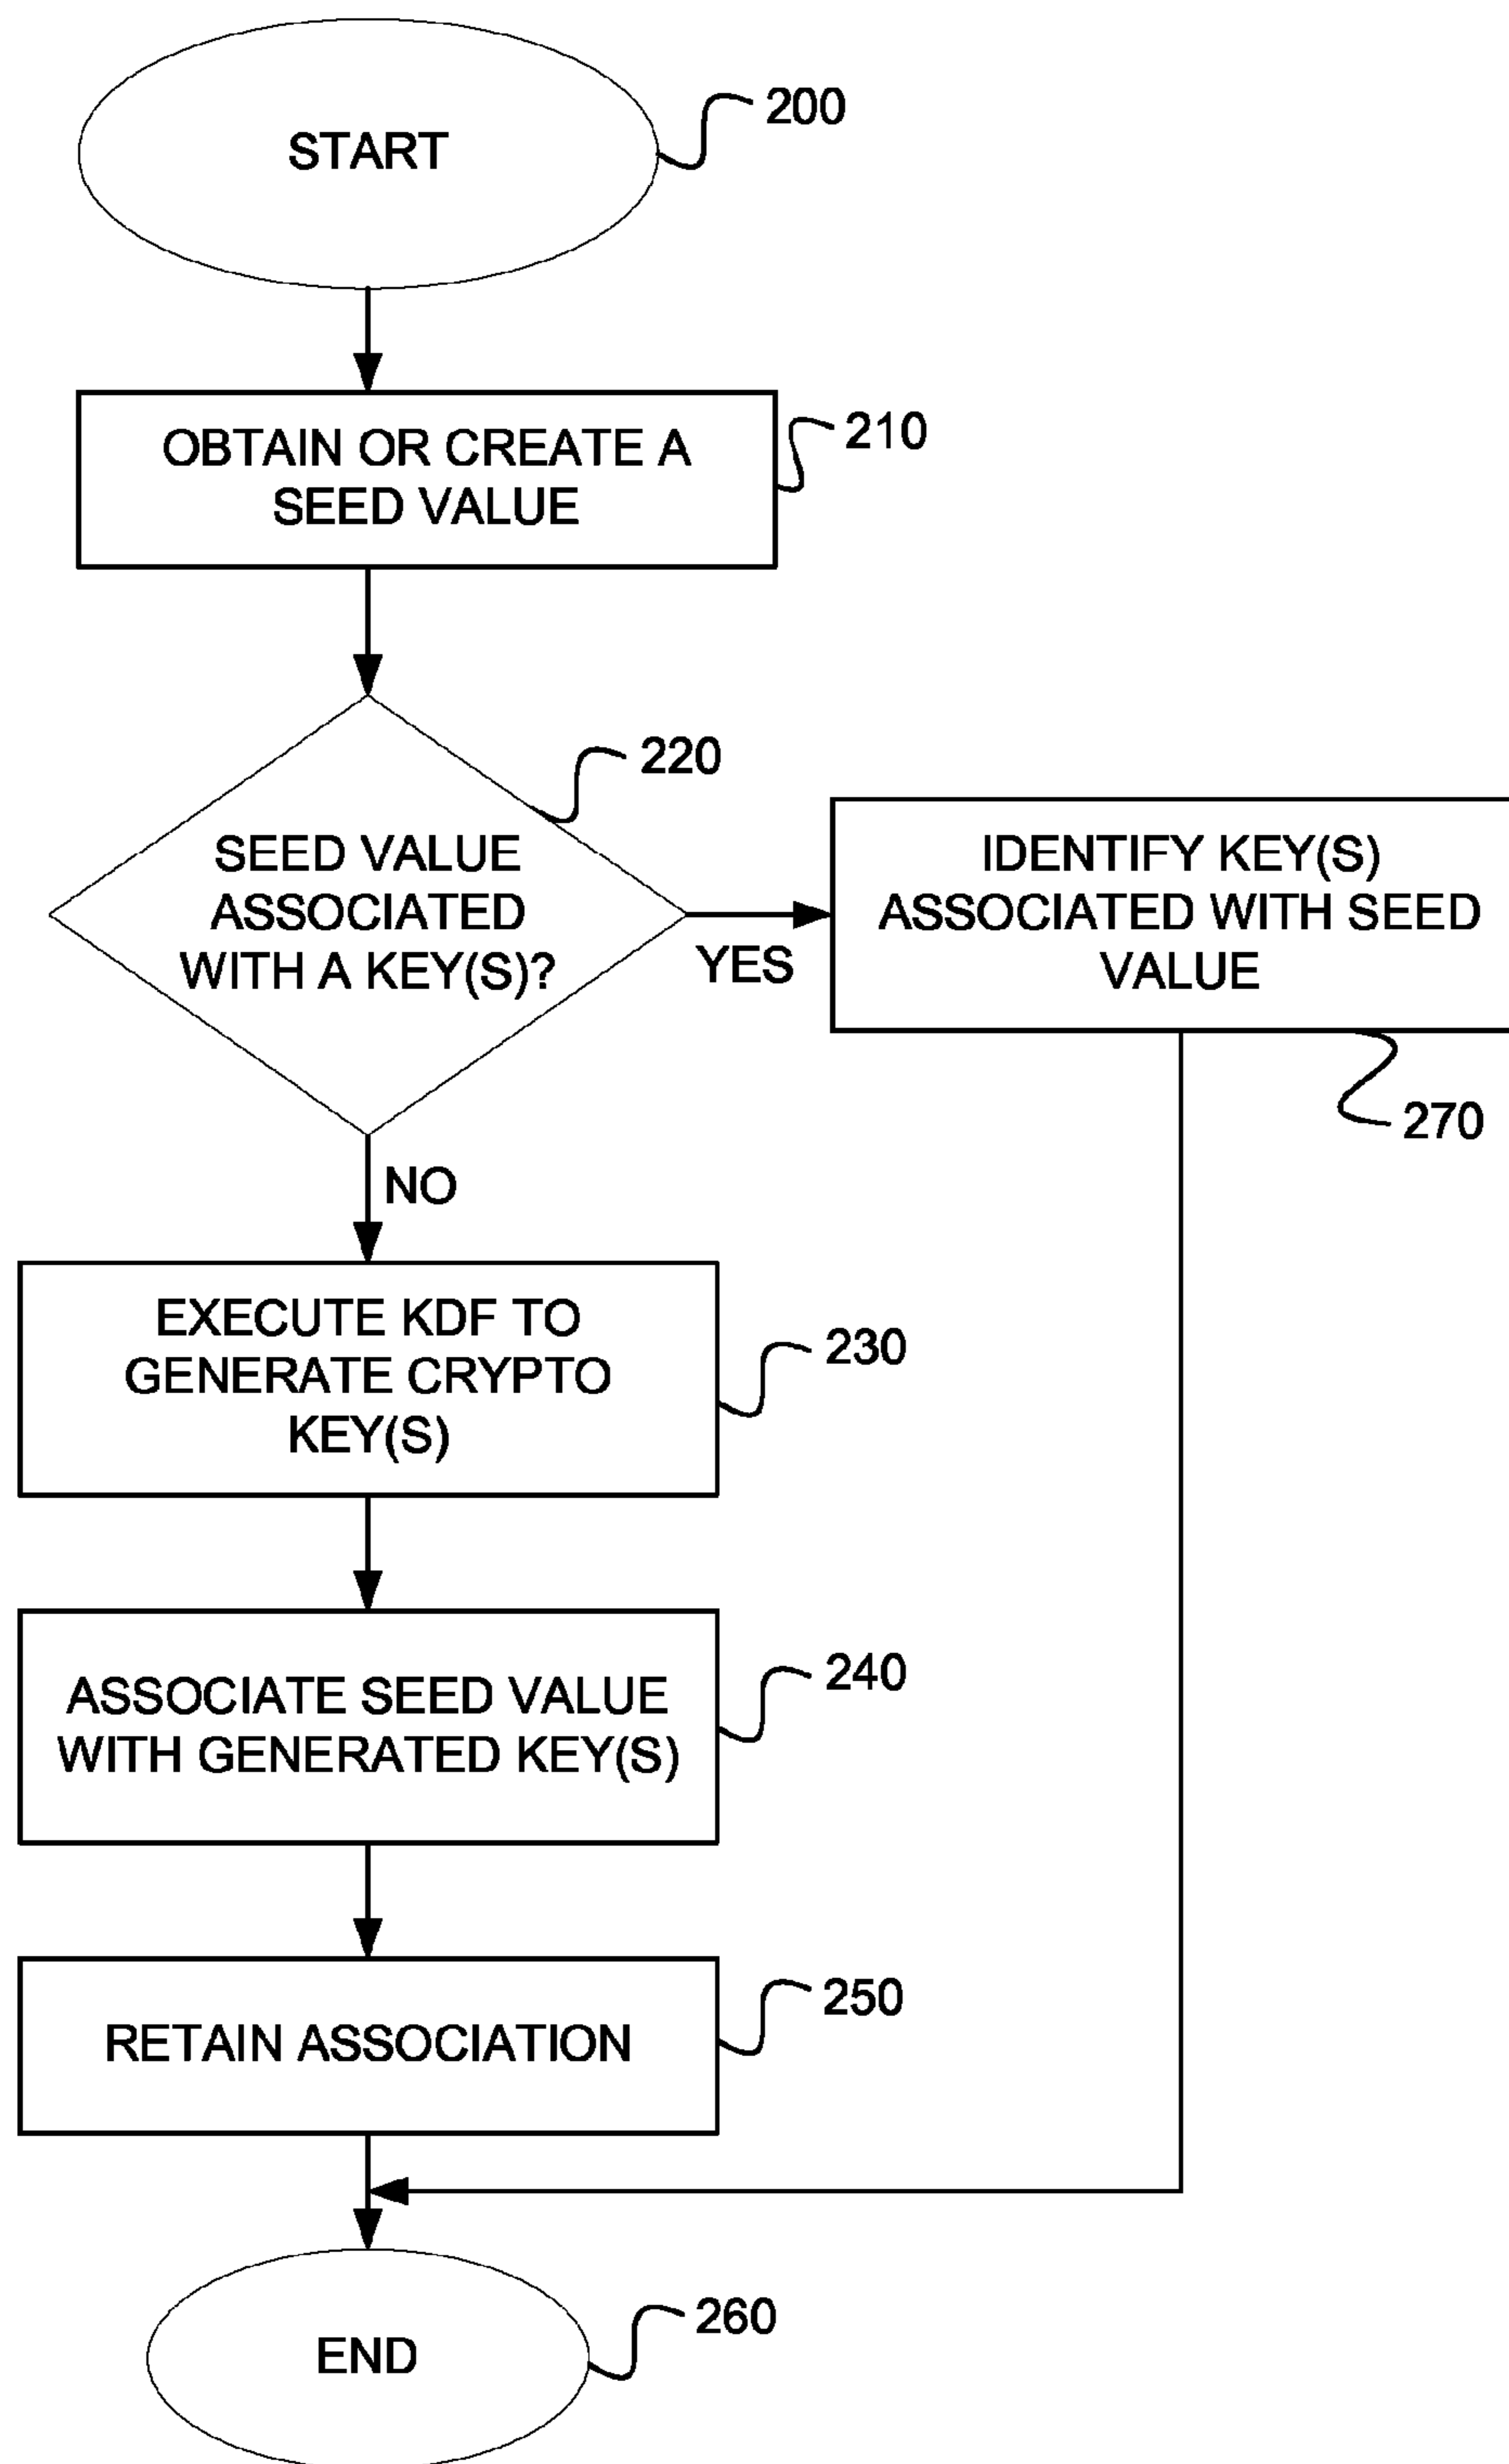 START
200
OBTAIN OR CREATE A
SEED VALUE
210
220
SEED VALUE
ASSOCIATED
WITH A KEY(S)?
YES
IDENTIFY KEY(S)
ASSOCIATED WITH SEED
VALUE
270
NO
EXECUTE KDF TO
GENERATE CRYPTO
KEY(S)
230
ASSOCIATE SEED VALUE
WITH GENERATED KEY(S)
240
RETAIN ASSOCIATION
250
END
260